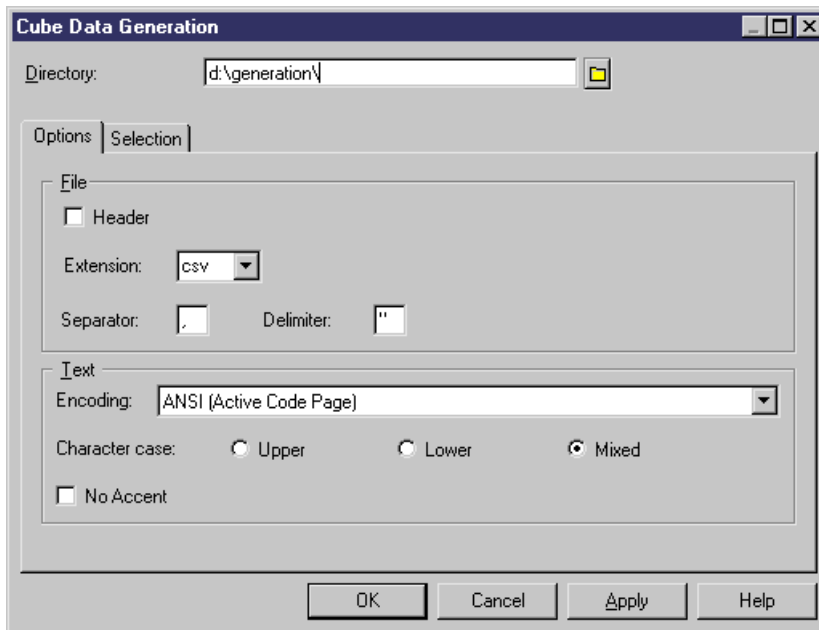 Cube Data Generation
Directory: d:\generation\
Options Selection
File
Header
Extension: csv
Separator: , Delimiter: "
Text
Encoding: ANSI (Active Code Page)
Character case: Upper Lower Mixed
No Accent
OK Cancel Apply Help